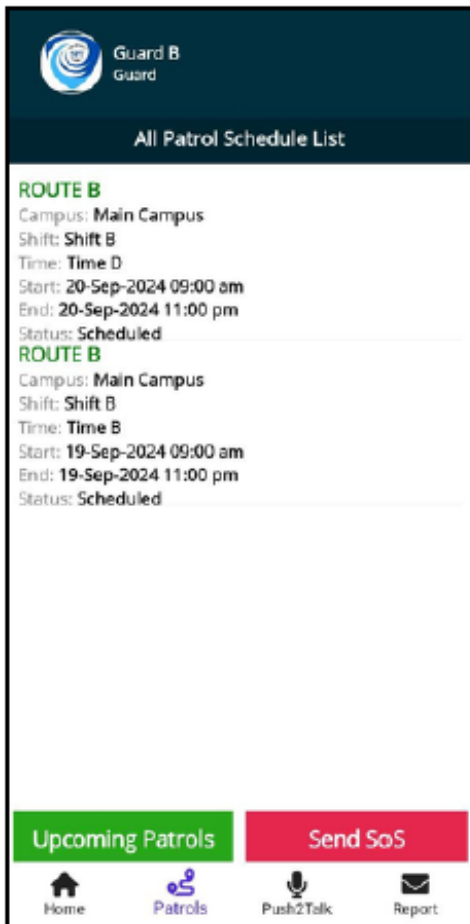 Guard B
Guard
All Patrol Schedule List
ROUTE B
Campus: Main Campus
Shift: Shift B
Time: Time D
Start: 20-Sep-2024 09:00 am
End: 20-Sep-2024 11:00 pm
Status: Scheduled
ROUTE B
Campus: Main Campus
Shift: Shift B
Time: Time B
Start: 19-Sep-2024 09:00 am
End: 19-Sep-2024 11:00 pm
Status: Scheduled
Upcoming Patrols
Send SoS
Home
Patrols
Push2Talk
Report